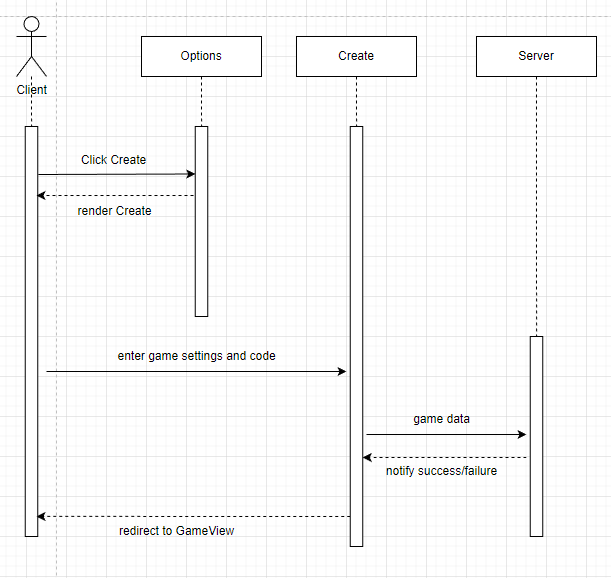 Options
Create
Server
Client
Click Create
render Create
enter game settings and code
game data
notify success/failure
redirect to GameView